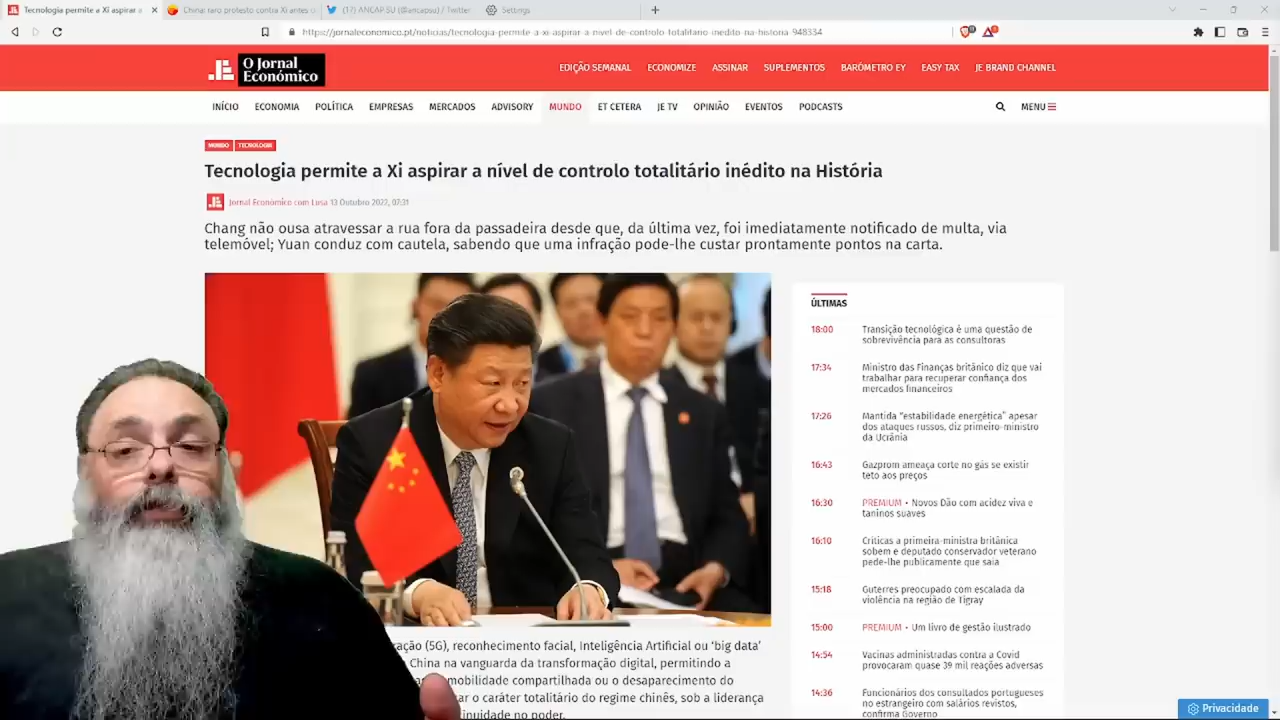 Tecnologia permite a Xi aspirar a
China: raro protesto contra Xi antes
(1?) ANCAP.SU (@ancapsu) / Twitter
Settings
https://jornaleconomico.pt/noticias/tecnologia-permite-a-xi-aspirar-a-nivel-de-controlo-totalitario-inedito-na-historia-948334
O Jornal
Económico
EDIÇÃO SEMANAL ECONOMIZE ASSINAR SUPLEMENTOS BARÓMETRO EY EASY TAX JE BRAND CHANNEL
INÍCIO ECONOMIA POLÍTICA EMPRESAS MERCADOS ADVISORY MUNDO ET CETERA JE TV OPINIÃO EVENTOS PODCASTS MENU
MUNDO TECNOLOGIA
Tecnologia permite a Xi aspirar a nível de controlo totalitário inédito na História
Jornal Económico com Lusa 13 Outubro 2022, 07:31
Chang não ousa atravessar a rua fora da passadeira desde que, da última vez, foi imediatamente notificado de multa, via
telemóvel; Yuan conduz com cautela, sabendo que uma infração pode-lhe custar prontamente pontos na carta.
ração (5G), reconhecimento facial, Inteligência Artificial ou 'big data'
China na vanguarda da transformação digital, permitindo a
mobilidade compartilhada ou o desaparecimento do
tar o caráter totalitário do regime chinês, sob a liderança
tinuidade no poder.
ÚLTIMAS
18:00 Transição tecnológica é uma questão de
sobrevivência para as consultoras
17:34 Ministro das Finanças britânico diz que vai
trabalhar para recuperar confiança dos
mercados financeiros
17:26 Mantida "estabilidade energética" apesar
dos ataques russos, diz primeiro-ministro
da Ucrânia
16:43 Gazprom ameaça corte no gás se existir
teto aos preços
16:30 PREMIUM • Novos Dão com acidez viva e
taninos suaves
16:10 Críticas a primeira-ministra britânica
sobem e deputado conservador veterano
pede-lhe publicamente que saia
15:18 Guterres preocupado com escalada da
violência na região de Tigray
15:00 PREMIUM • Um livro de gestão ilustrado
14:54 Vacinas administradas contra a Covid
provocaram quase 39 mil reações adversas
14:36 Funcionários dos consulados portugueses
no estrangeiro com salários revistos,
confirma Governo
Privacidade